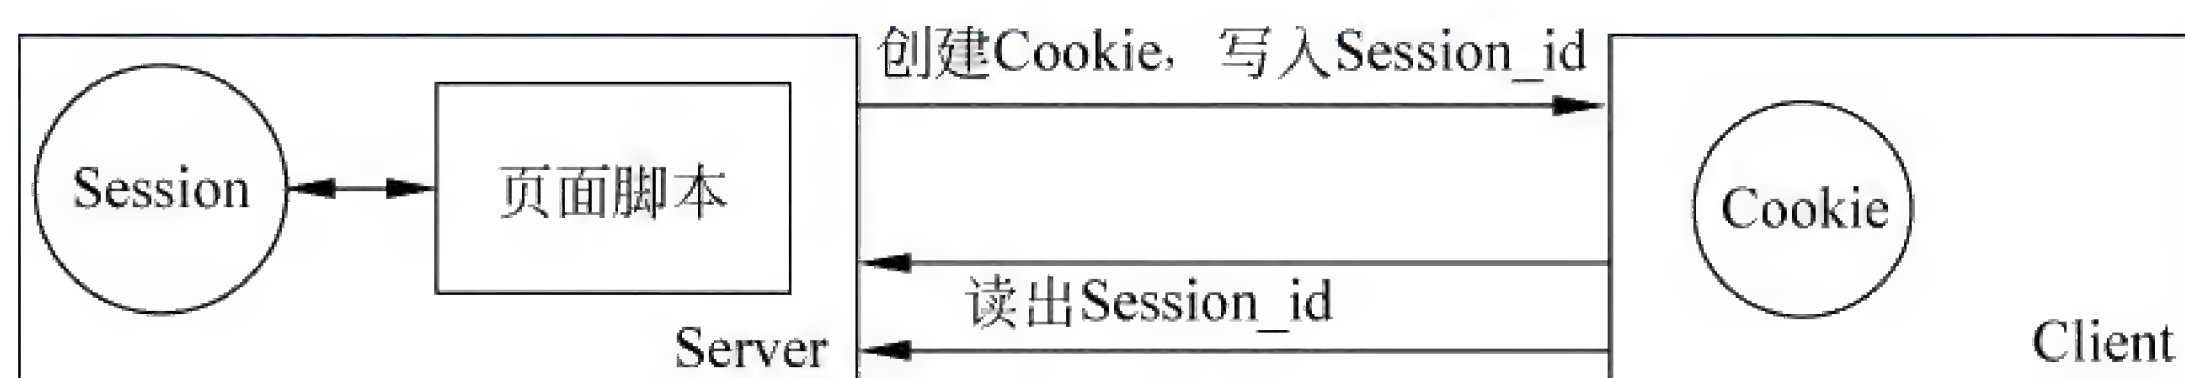 创建Cookie，写入Session_id
Session
页面脚本
Cookie
读出Session_id
Server
Client